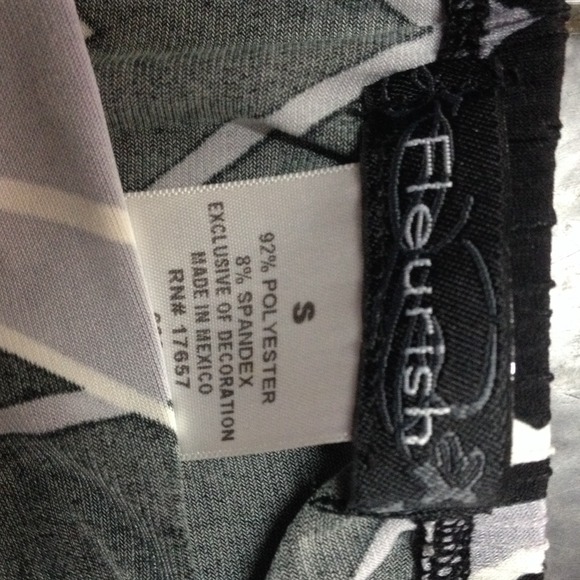 Fleurish
S
92% POLYESTER
8% SPANDEX
EXCLUSIVE OF DECORATION
MADE IN MEXICO
RN# 17657